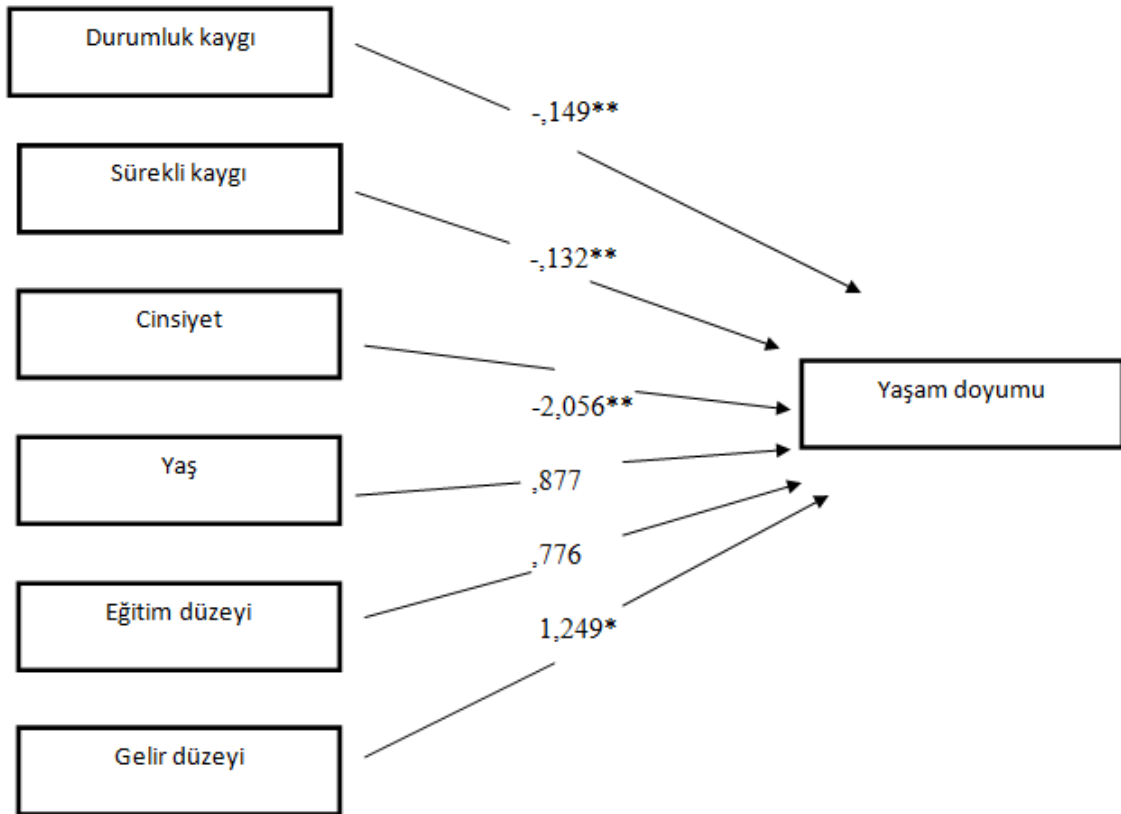 Durumluk kaygı
-,149**
Sürekli kaygı
-,132**
Cinsiyet
-2,056**
Yaşam doyumu
Yaş
,877
Eğitim düzeyi
,776
1,249*
Gelir düzeyi